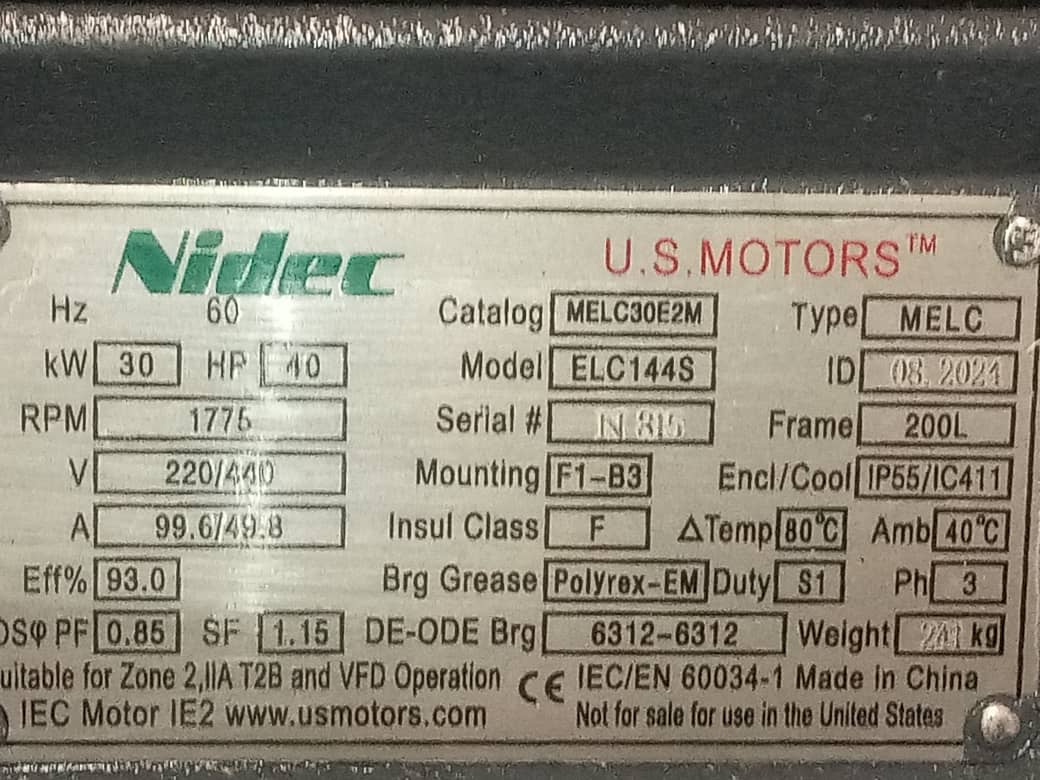 Nidec U.S.MOTORS™
Hz 60 Catalog MELC30E2M Type MELC
kW 30 HP 40 Model ELC144S ID 08. 2021
RPM 1775 Serial # N 815 Frame 200L
V 220/440 Mounting F1-B3 Encl/Cool IP55/IC411
A 99.6/49.8 Insul Class F ΔTemp 80°C Amb 40°C
Eff% 93.0 Brg Grease Polyrex-EM Duty S1 Ph 3
OSφ PF 0.85 SF 1.15 DE-ODE Brg 6312-6312 Weight 241 kg
uitable for Zone 2,IIA T2B and VFD Operation CE IEC/EN 60034-1 Made in China
IEC Motor IE2 www.usmotors.com Not for sale for use in the United States